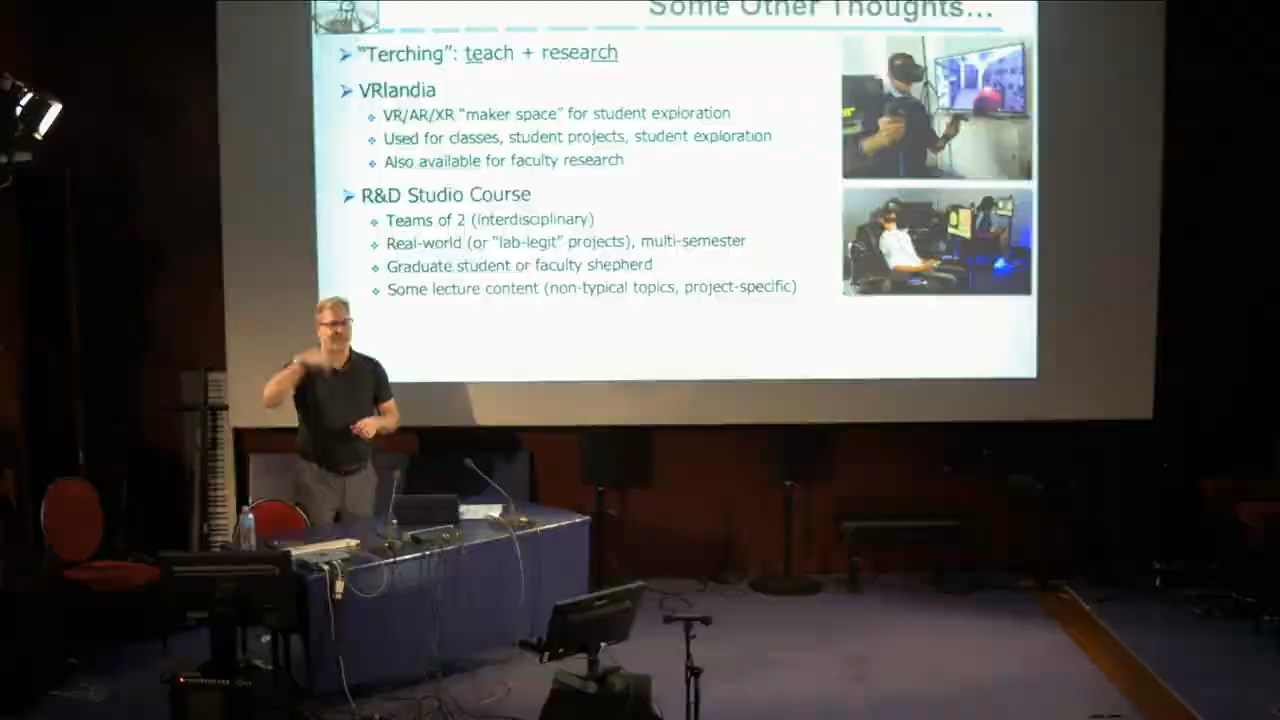 Some Other Thoughts...
"Terching": teach + research
VRlandia
VR/AR/XR "maker space" for student exploration
Used for classes, student projects, student exploration
Also available for faculty research
R&D Studio Course
Teams of 2 (interdisciplinary)
Real-world (or "lab-legit" projects), multi-semester
Graduate student or faculty shepherd
Some lecture content (non-typical topics, project-specific)